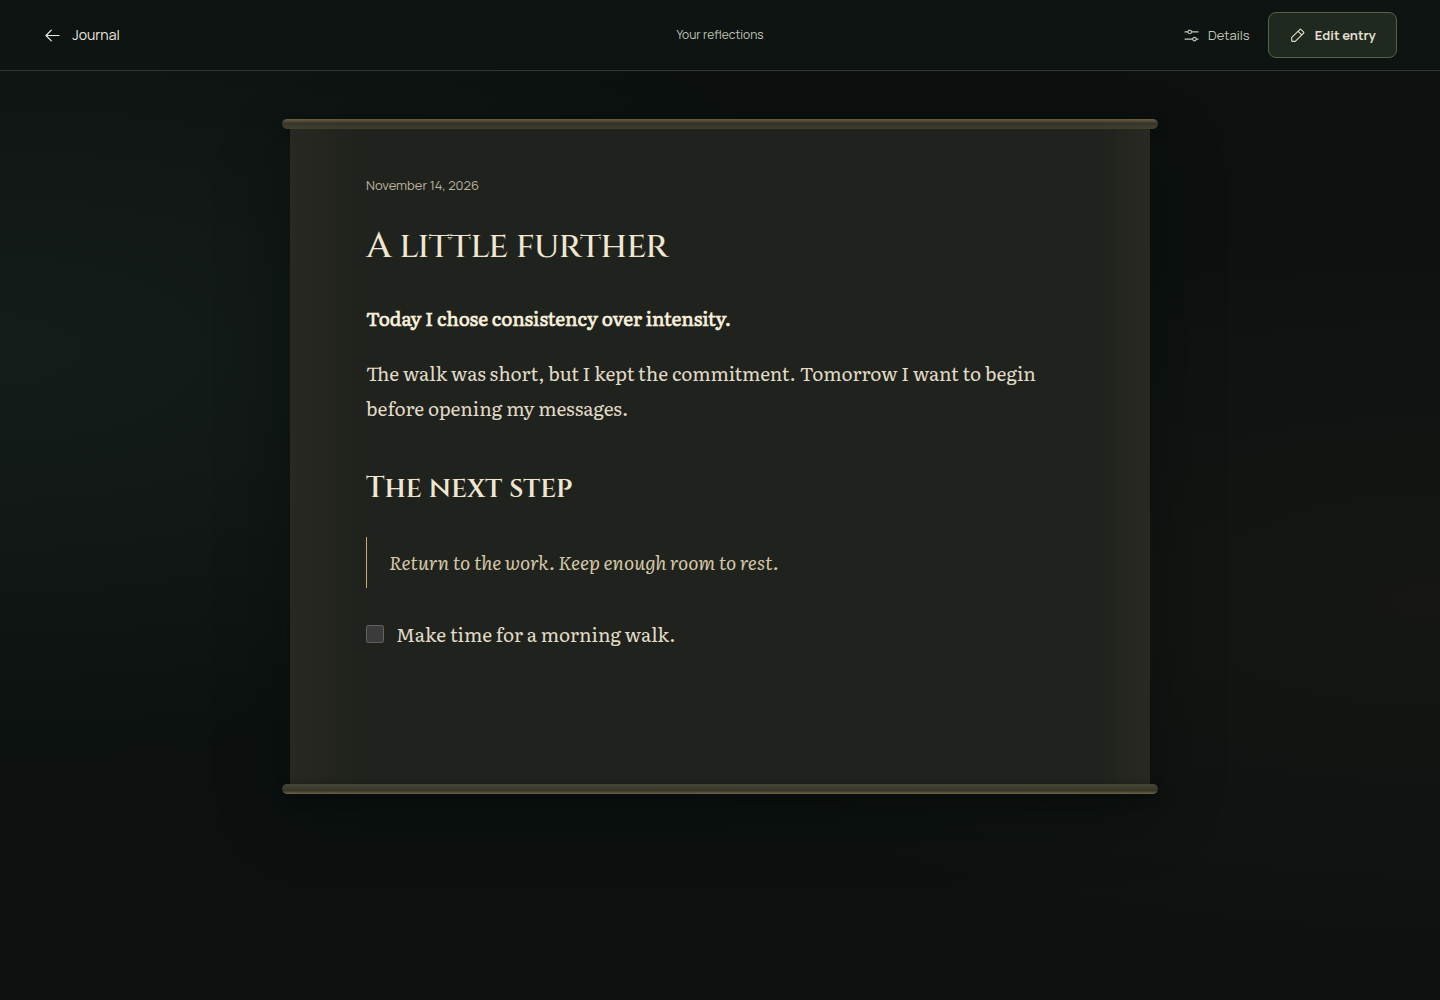 Journal
Your reflections
Details
Edit entry
November 14, 2026
A little further
Today I chose consistency over intensity.
The walk was short, but I kept the commitment. Tomorrow I want to begin
before opening my messages.
The next step
Return to the work. Keep enough room to rest.
Make time for a morning walk.